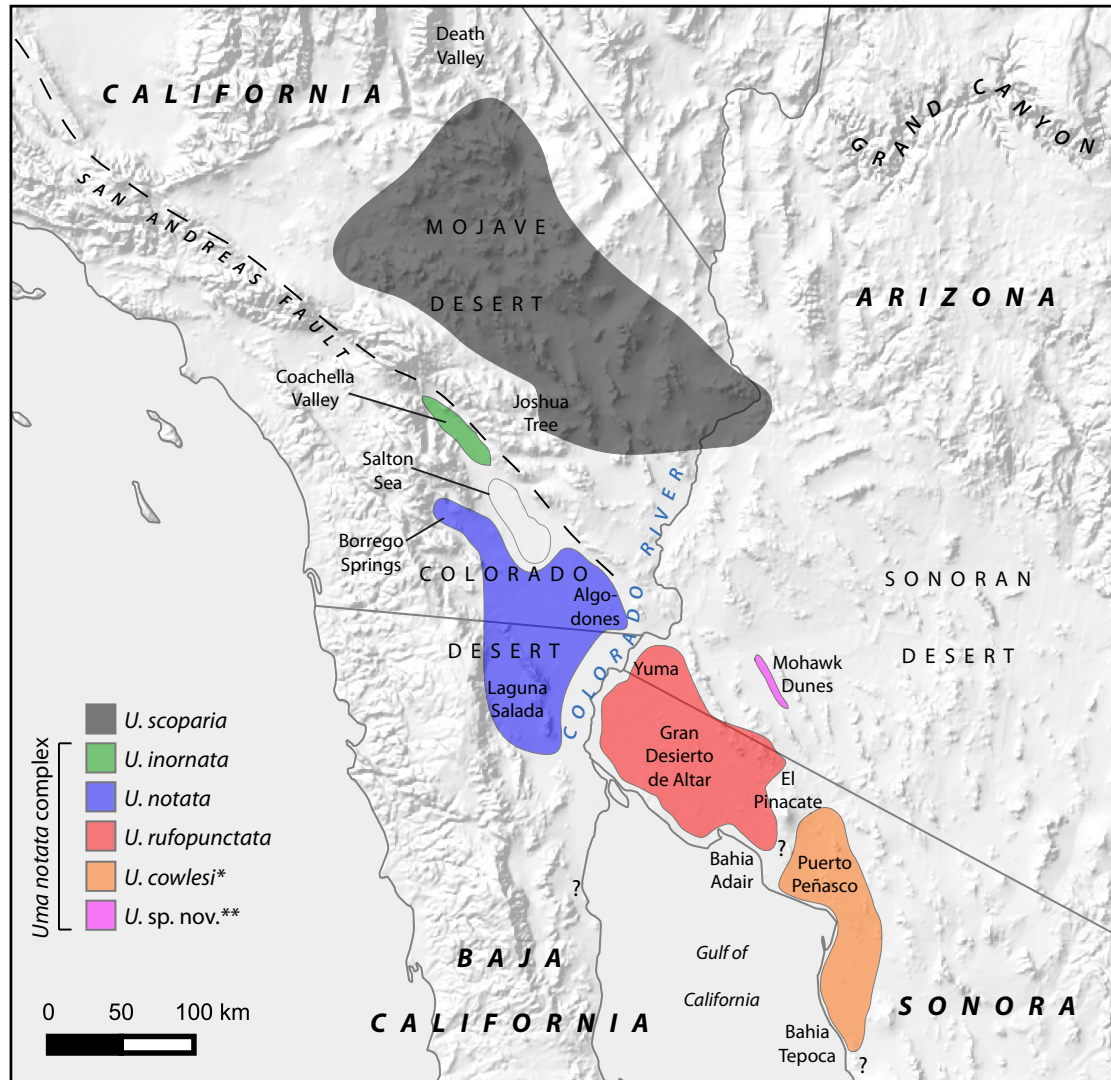 Death
Valley
CALIFORNIA
GRAND CANYON
SAN ANDREAS FAULT
MOJAVE
DESERT
ARIZONA
Coachella
Valley
Joshua
Tree
Salton
Sea
COLORADO RIVER
Borrego
Springs
COLORADO
DESERT
Algo-
dones
SONORAN
DESERT
Laguna
Salada
COLORADO
Yuma
Mohawk
Dunes
Gran
Desierto
de Altar
El
Pinacate
?
Bahia
Adair
Puerto
Peñasco
?
Uma notata complex
U. scoparia
U. inornata
U. notata
U. rufopunctata
U. cowlesi*
U. sp. nov.**
BAJA
CALIFORNIA
Gulf of
California
SONORA
Bahia
Tepoca
?
0 50 100 km